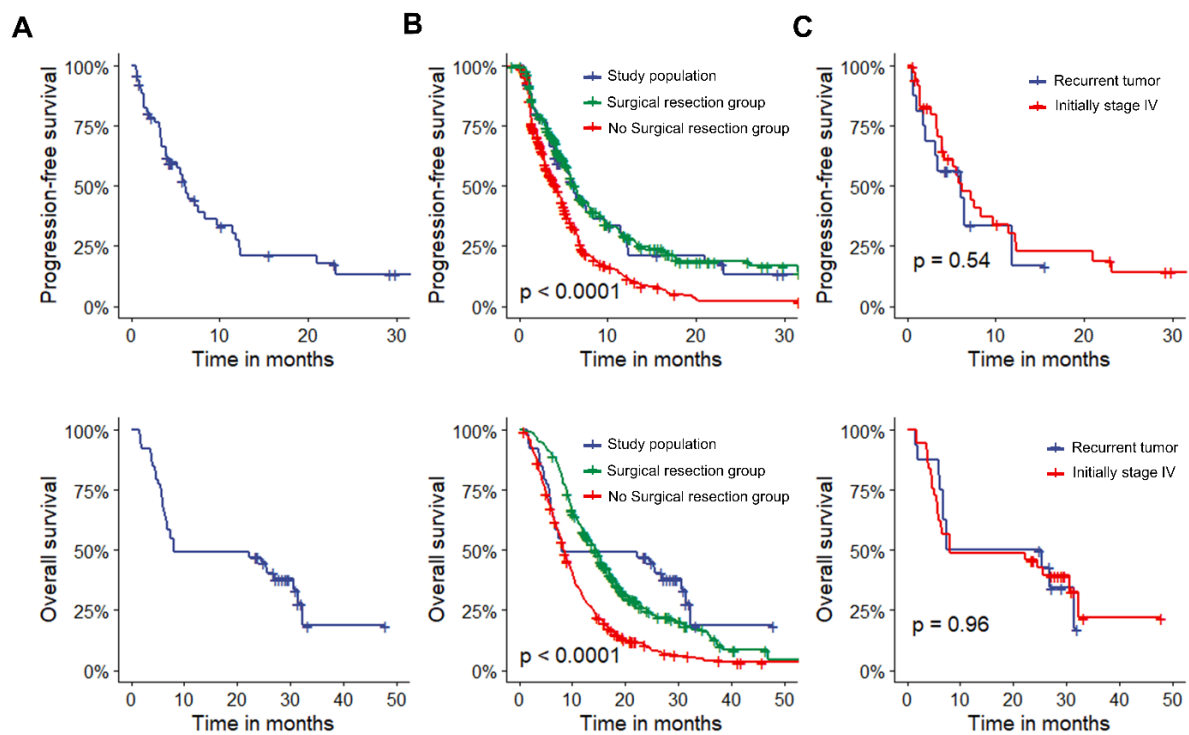 A
B
C
Progression-free survival
100%
75%
50%
25%
0%
0 10 20 30
Time in months
Progression-free survival
100%
75%
50%
25%
0%
Study population
Surgical resection group
No Surgical resection group
p < 0.0001
0 10 20 30
Time in months
Progression-free survival
100%
75%
50%
25%
0%
Recurrent tumor
Initially stage IV
p = 0.54
0 10 20 30
Time in months
Overall survival
100%
75%
50%
25%
0%
0 10 20 30 40 50
Time in months
Overall survival
100%
75%
50%
25%
0%
Study population
Surgical resection group
No Surgical resection group
p < 0.0001
0 10 20 30 40 50
Time in months
Overall survival
100%
75%
50%
25%
0%
Recurrent tumor
Initially stage IV
p = 0.96
0 10 20 30 40 50
Time in months